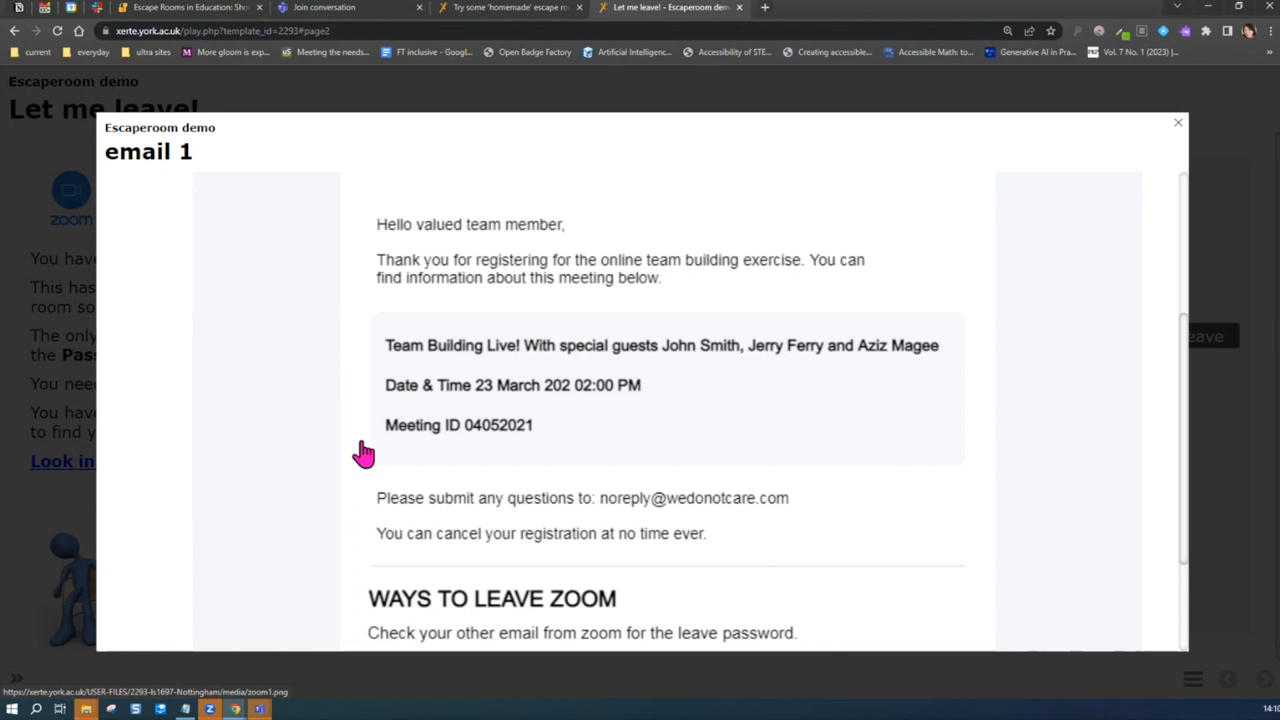 Escape Rooms in Education: Sho
Join conversation
Try some 'homemade' escape ro
Let me leave! - Escaperoom dem
xerte.york.ac.uk/play.php?template_id=2293#page2
current
everyday
ultra sites
More gloom is exp...
Meeting the needs...
FT inclusive – Googl...
Open Badge Factory
Artificial Intelligenc...
Accessibility of STE...
Creating accessible...
Accessible Math: to...
Generative AI in Pra...
Vol. 7 No. 1 (2023) |...
Escaperoom demo
Let me leave!
Escaperoom demo
email 1
zoom
You have
This has
room so
The only
the Pass
You need
You have
to find y
Look in
eave
Hello valued team member,
Thank you for registering for the online team building exercise. You can
find information about this meeting below.
Team Building Live! With special guests John Smith, Jerry Ferry and Aziz Magee
Date & Time 23 March 202 02:00 PM
Meeting ID 04052021
Please submit any questions to: noreply@wedonotcare.com
You can cancel your registration at no time ever.
WAYS TO LEAVE ZOOM
Check your other email from zoom for the leave password.
https://xerte.york.ac.uk/USER-FILES/2293-ls1697-Nottingham/media/zoom1.png
14:10